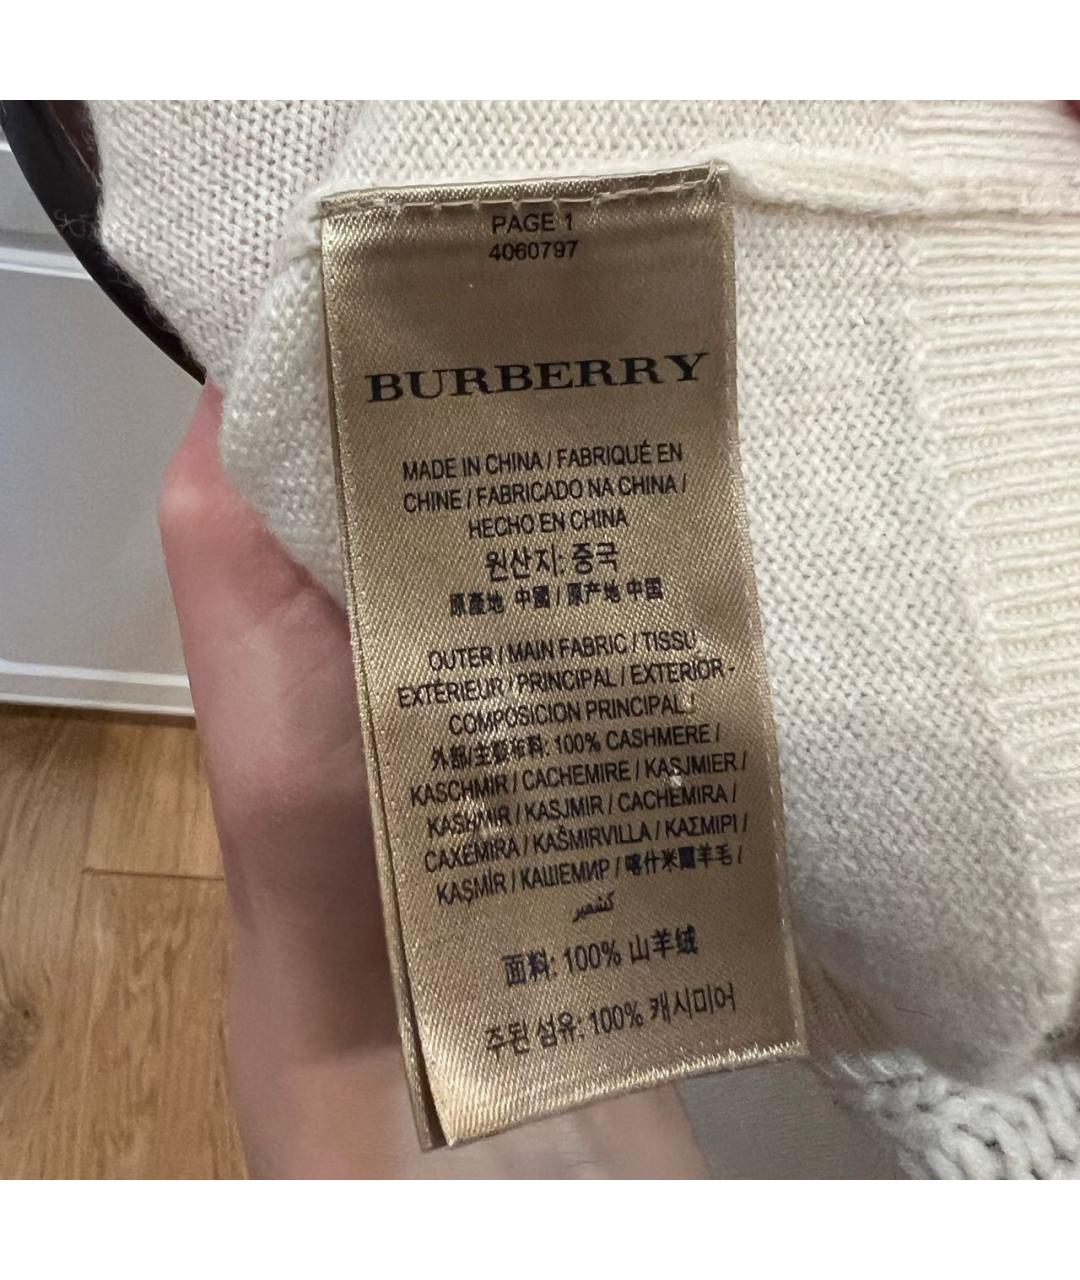 PAGE 1
4060797
BURBERRY
MADE IN CHINA / FABRIQUÉ EN
CHINE / FABRICADO NA CHINA /
HECHO EN CHINA
원산지: 중국
原產地 中國 / 原产地 中国
OUTER / MAIN FABRIC / TISSU
EXTÉRIEUR / PRINCIPAL / EXTERIOR -
COMPOSICION PRINCIPAL /
外部/主要布料: 100% CASHMERE /
KASCHMIR / CACHEMIRE / KASJMIER /
KASHMIR / KASJMIR / CACHEMIRA /
CAXEMIRA / KAŠMIRVILLA / ΚΑΣΜΙΡΙ /
KAŞMİR / КАШЕМИР / 喀什米爾羊毛 /
كشمير
面料: 100% 山羊绒
주된 섬유: 100% 캐시미어